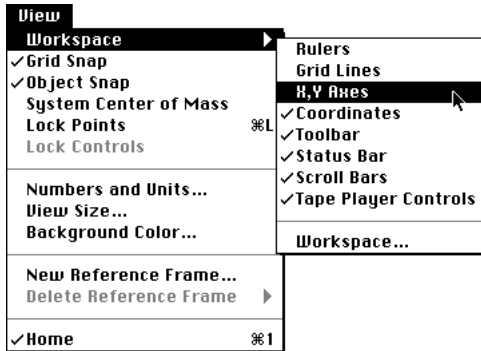 View
Workspace
✓Grid Snap
✓Object Snap
System Center of Mass
Lock Points ⌘L
Lock Controls
Numbers and Units...
View Size...
Background Color...
New Reference Frame...
Delete Reference Frame
✓Home ⌘1
Rulers
Grid Lines
X,Y Axes
✓Coordinates
✓Toolbar
✓Status Bar
✓Scroll Bars
✓Tape Player Controls
Workspace...